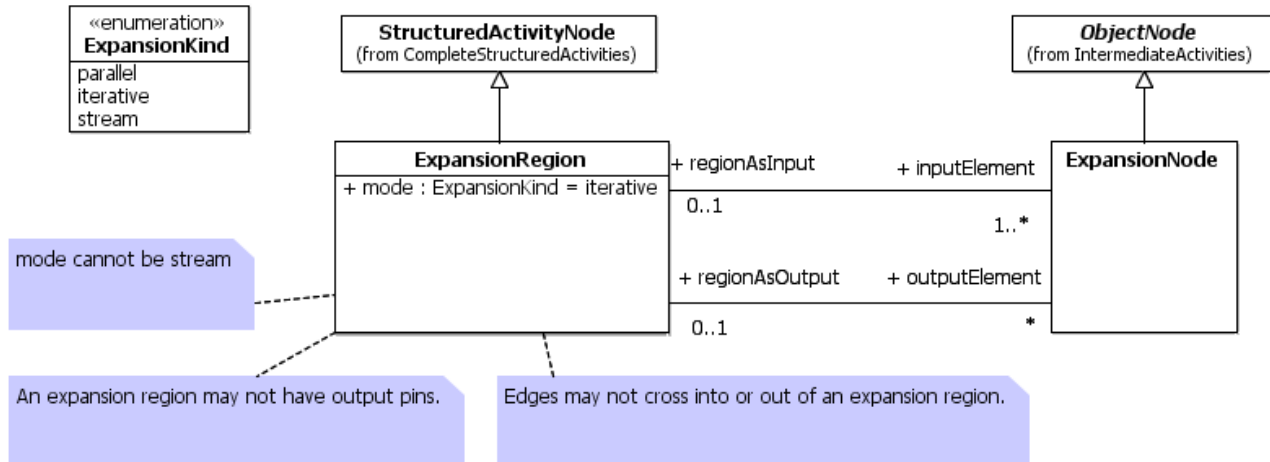 «enumeration»
ExpansionKind
parallel
iterative
stream
StructuredActivityNode
(from CompleteStructuredActivities)
ObjectNode
(from IntermediateActivities)
ExpansionRegion
+ mode : ExpansionKind = iterative
+ regionAsInput
+ inputElement
0..1
1..*
+ regionAsOutput
+ outputElement
0..1
*
ExpansionNode
mode cannot be stream
An expansion region may not have output pins.
Edges may not cross into or out of an expansion region.